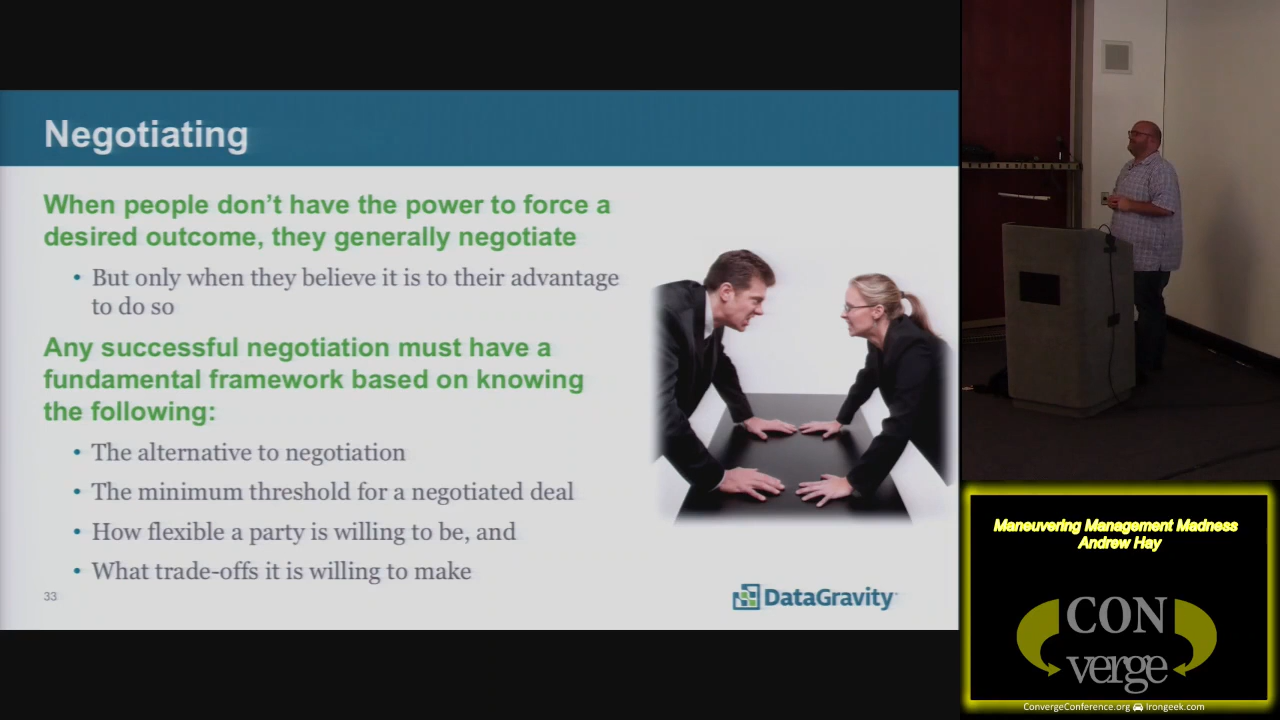 Negotiating
When people don't have the power to force a
desired outcome, they generally negotiate
• But only when they believe it is to their advantage
to do so
Any successful negotiation must have a
fundamental framework based on knowing
the following:
• The alternative to negotiation
• The minimum threshold for a negotiated deal
• How flexible a party is willing to be, and
• What trade-offs it is willing to make
33
DataGravity
Maneuvering Management Madness
Andrew Hay
CON
verge
ConvergeConference.org Irongeek.com